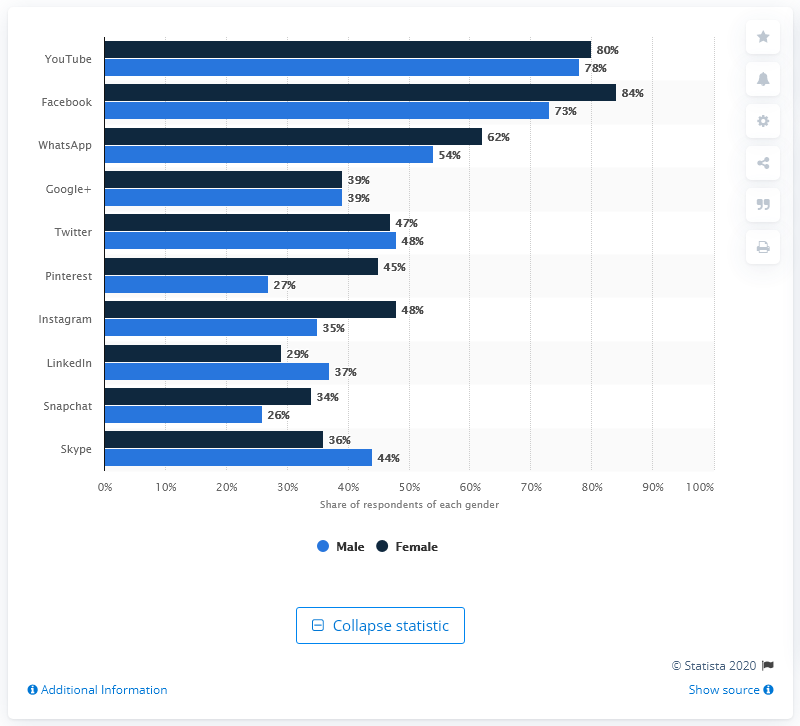 YouTube 80%
78%
Facebook 84%
73%
WhatsApp 62%
54%
Google+ 39%
39%
Twitter 47%
48%
Pinterest 45%
27%
Instagram 48%
35%
LinkedIn 29%
37%
Snapchat 34%
26%
Skype 36%
44%
0% 10% 20% 30% 40% 50% 60% 70% 80% 90% 100%
Share of respondents of each gender
Male Female
Collapse statistic
© Statista 2020
Additional Information Show source